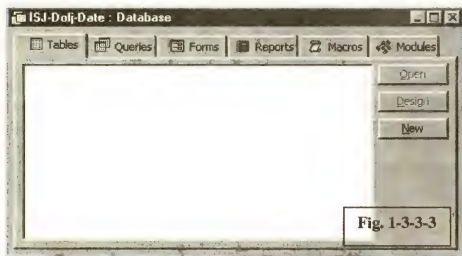 ISJ-Dolj-Date : Database
Tables Queries Forms Reports Macros Modules
Open
Design
New
Fig. 1-3-3-3